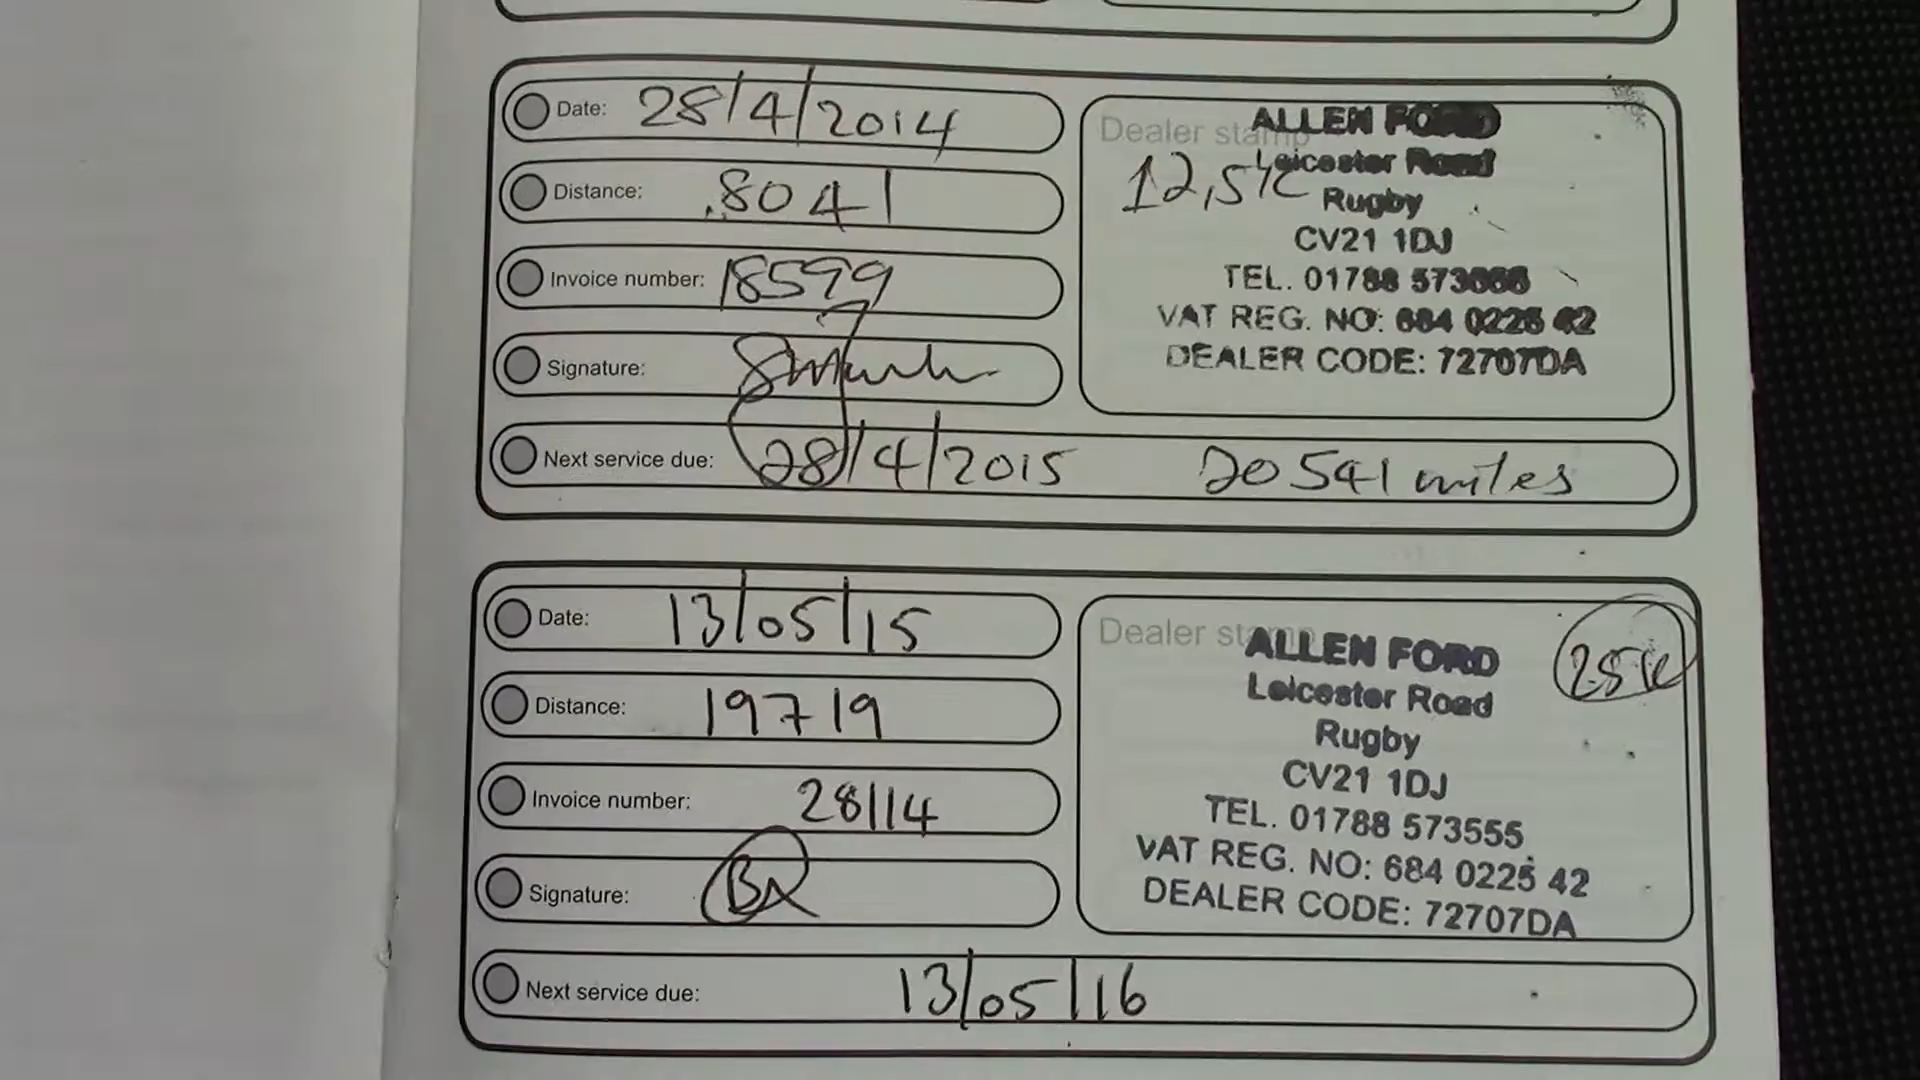 Date: 28/4/2014
Distance: 8041
Invoice number: 18599
Signature:
Next service due: 28/4/2015 20541 miles
Dealer stamp
12,5K
ALLEN FORD
Leicester Road
Rugby
CV21 1DJ
TEL. 01788 573555
VAT REG. NO: 684 0225 42
DEALER CODE: 72707DA
Date: 13/05/15
Distance: 19719
Invoice number: 28114
Signature:
Next service due: 13/05/16
Dealer stamp
25K
ALLEN FORD
Leicester Road
Rugby
CV21 1DJ
TEL. 01788 573555
VAT REG. NO: 684 0225 42
DEALER CODE: 72707DA